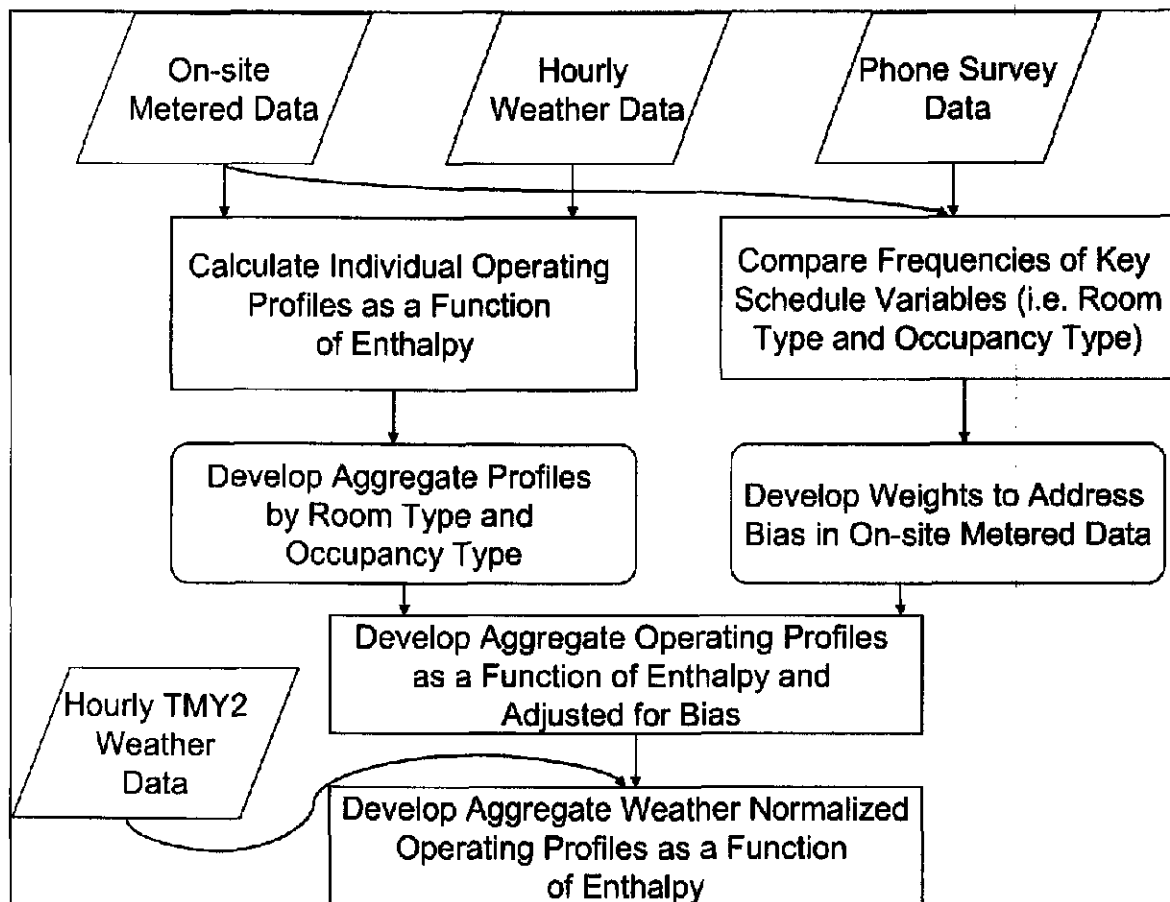 On-site
Metered Data
Hourly
Weather Data
Phone Survey
Data
Calculate Individual Operating
Profiles as a Function
of Enthalpy
Compare Frequencies of Key
Schedule Variables (i.e. Room
Type and Occupancy Type)
Develop Aggregate Profiles
by Room Type and
Occupancy Type
Develop Weights to Address
Bias in On-site Metered Data
Develop Aggregate Operating Profiles
as a Function of Enthalpy and
Adjusted for Bias
Hourly TMY2
Weather
Data
Develop Aggregate Weather Normalized
Operating Profiles as a Function
of Enthalpy